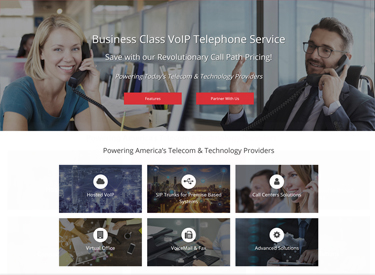 Business Class VoIP Telephone Service
Save with our Revolutionary Call Path Pricing!
Powering Today's Telecom & Technology Providers
Features
Partner With Us
Powering America's Telecom & Technology Providers
Hosted VoIP
SIP Trunks for Premise Based
Systems
Call Centers Solutions
Virtual Office
VoiceMail & Fax
Advanced Solutions